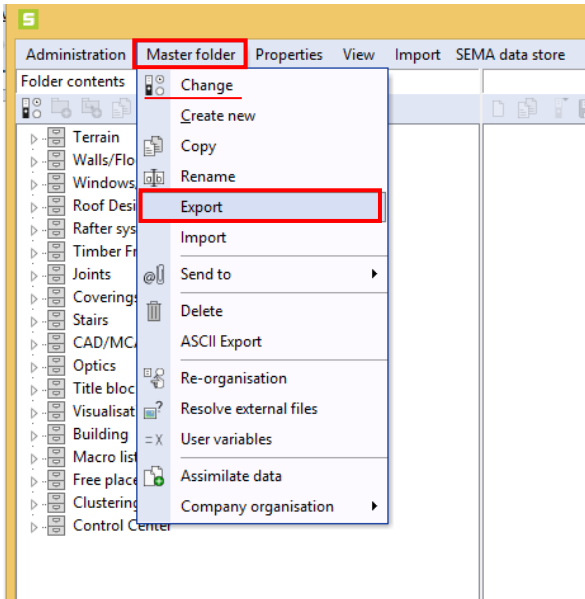 S
Administration Master folder Properties View Import SEMA data store
Folder contents
Change
Create new
Copy
Rename
Export
Import
Send to
Delete
ASCII Export
Re-organisation
Resolve external files
User variables
Assimilate data
Company organisation
Terrain
Walls/Flo
Windows,
Roof Desi
Rafter sys
Timber Fr
Joints
Coverings
Stairs
CAD/MCA
Optics
Title bloc
Visualisat
Building
Macro list
Free place
Clustering
Control Center